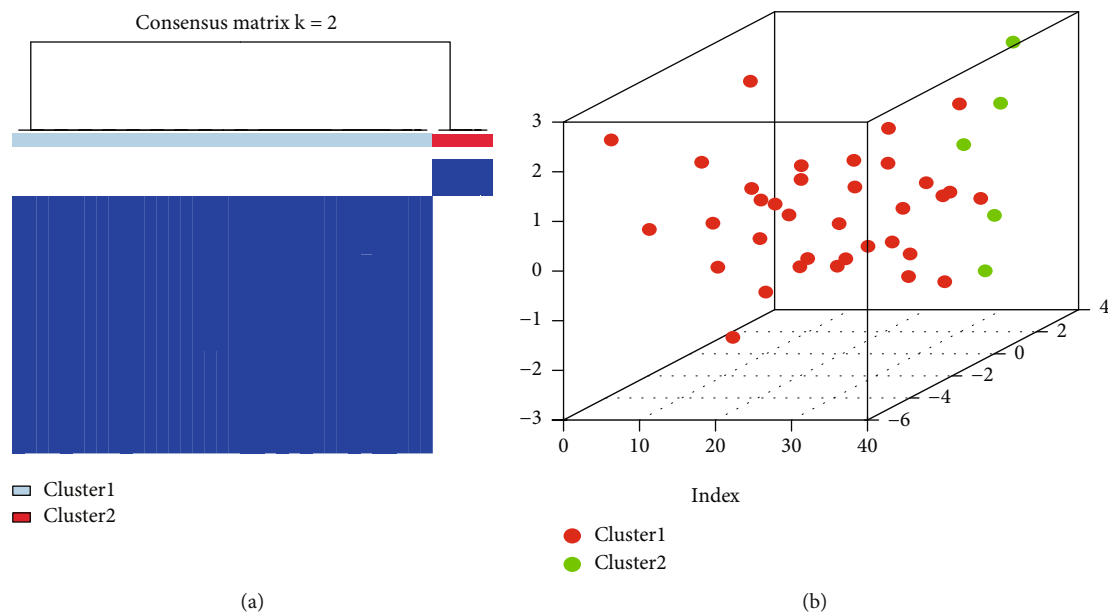 Consensus matrix k = 2
Cluster1
Cluster2
(a)
3
2
1
0
−1
−2
−3
0
10
20
30
40
−6
−4
−2
0
2
4
Index
Cluster1
Cluster2
(b)